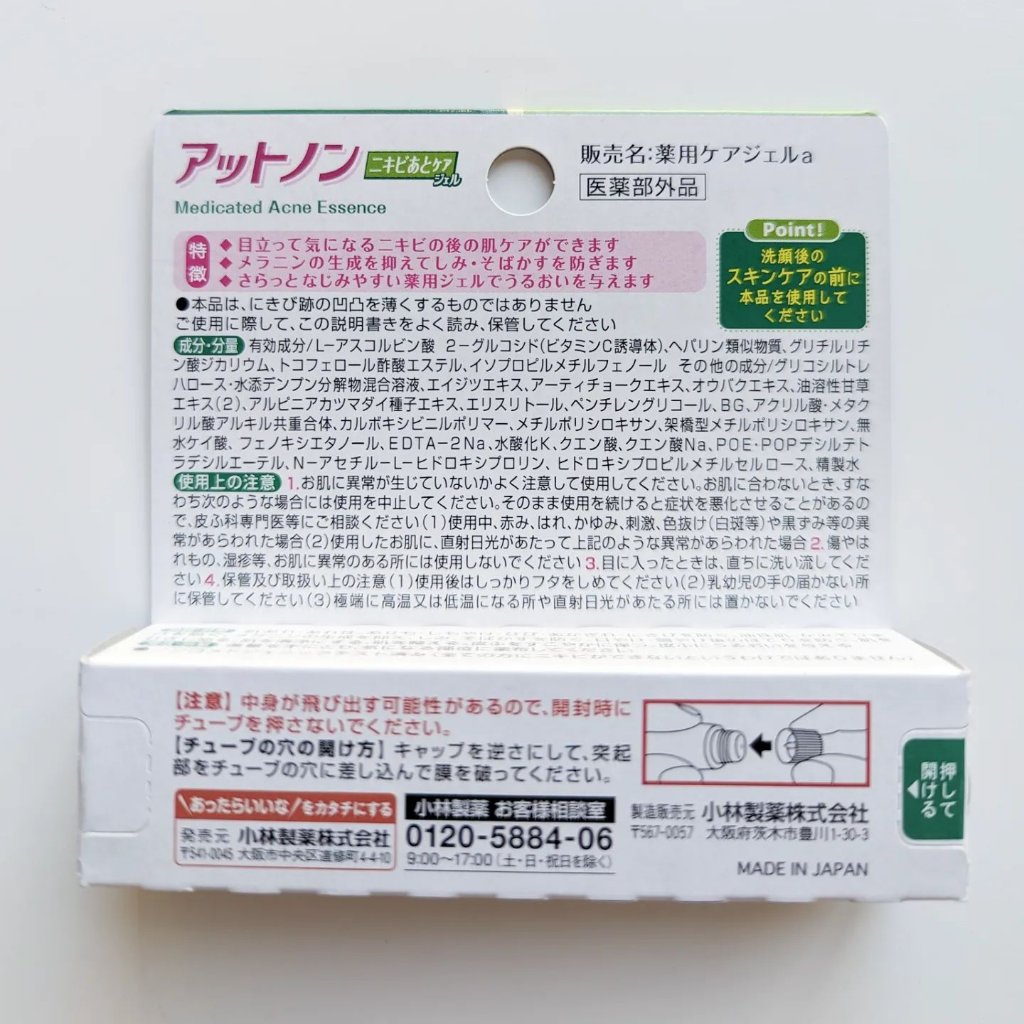 アットノン
ニキビあとケア
ジェル
Medicated Acne Essence
販売名:薬用ケアジェルa
医薬部外品
特徴
◆目立って気になるニキビの後の肌ケアができます
◆メラニンの生成を抑えてしみ・そばかすを防ぎます
◆さらっとなじみやすい薬用ジェルでうるおいを与えます
Point!
洗顔後の
スキンケアの前に
本品を使用して
ください
●本品は、にきび跡の凹凸を薄くするものではありません
ご使用に際して、この説明書きをよく読み、保管してください
成分・分量 有効成分/L-アスコルビン酸 2-グルコシド(ビタミンC誘導体)、ヘパリン類似物質、グリチルリチ
ン酸ジカリウム、トコフェロール酢酸エステル、イソプロピルメチルフェノール その他の成分/グリコシルトレ
ハロース・水添デンプン分解物混合溶液、エイジツエキス、アーティチョークエキス、オウバクエキス、油溶性甘草
エキス(2)、アルピニアカツマダイ種子エキス、エリスリトール、ペンチレングリコール、BG、アクリル酸・メタク
リル酸アルキル共重合体、カルボキシビニルポリマー、メチルポリシロキサン、架橋型メチルポリシロキサン、無
水ケイ酸、フェノキシエタノール、EDTA-2Na、水酸化K、クエン酸、クエン酸Na、POE・POPデシルテト
ラデシルエーテル、N-アセチル-L-ヒドロキシプロリン、ヒドロキシプロピルメチルセルロース、精製水
使用上の注意 1.お肌に異常が生じていないかよく注意して使用してください。お肌に合わないとき、すな
わち次のような場合には使用を中止してください。そのまま使用を続けると症状を悪化させることがあるの
で、皮ふ科専門医等にご相談ください(1)使用中、赤み、はれ、かゆみ、刺激、色抜け(白斑等)や黒ずみ等の異
常があらわれた場合(2)使用したお肌に、直射日光があたって上記のような異常があらわれた場合 2.傷やは
れもの、湿疹等、お肌に異常のある所には使用しないでください 3.目に入ったときは、直ちに洗い流してくだ
さい 4.保管及び取扱い上の注意(1)使用後はしっかりフタをしめてください(2)乳幼児の手の届かない所
に保管してください(3)極端に高温又は低温になる所や直射日光があたる所には置かないでください
【注意】中身が飛び出す可能性があるので、開封時に
チューブを押さないでください。
【チューブの穴の開け方】キャップを逆さにして、突起
部をチューブの穴に差し込んで膜を破ってください。
\あったらいいな/をカタチにする
発売元 小林製薬株式会社
〒541-0045 大阪市中央区道修町4-4-10
小林製薬 お客様相談室
0120-5884-06
9:00~17:00(土・日・祝日を除く)
製造販売元 小林製薬株式会社
〒567-0057 大阪府茨木市豊川1-30-3
MADE IN JAPAN
押して
開ける